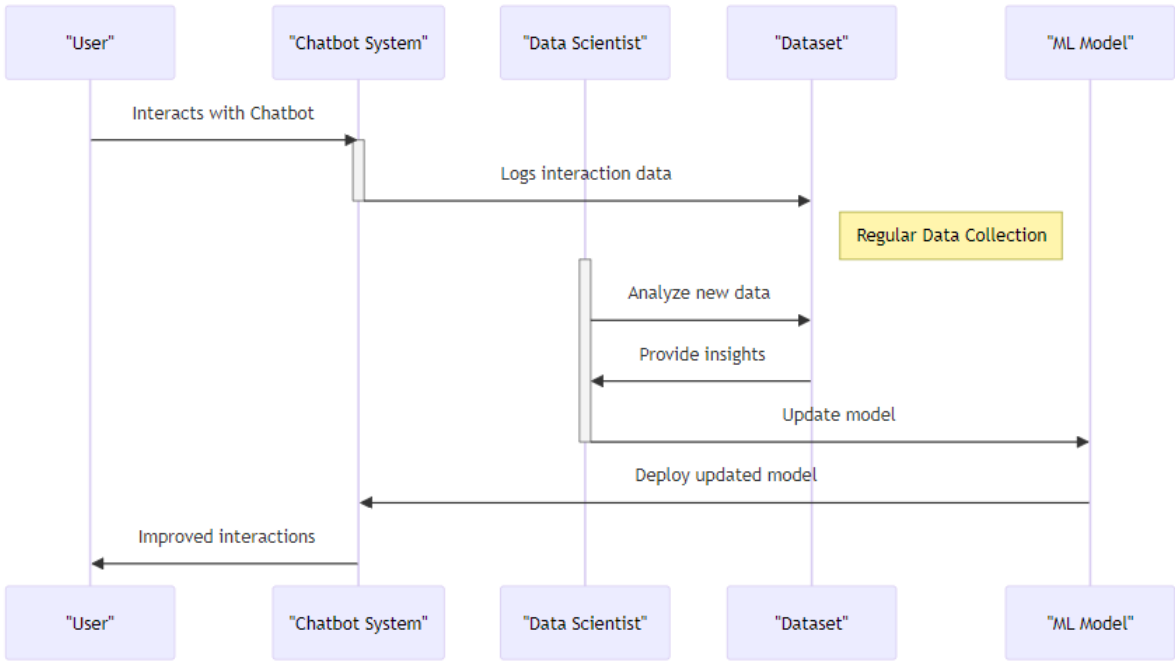 "User"
"Chatbot System"
"Data Scientist"
"Dataset"
"ML Model"
Interacts with Chatbot
Logs interaction data
Regular Data Collection
Analyze new data
Provide insights
Update model
Deploy updated model
Improved interactions
"User"
"Chatbot System"
"Data Scientist"
"Dataset"
"ML Model"